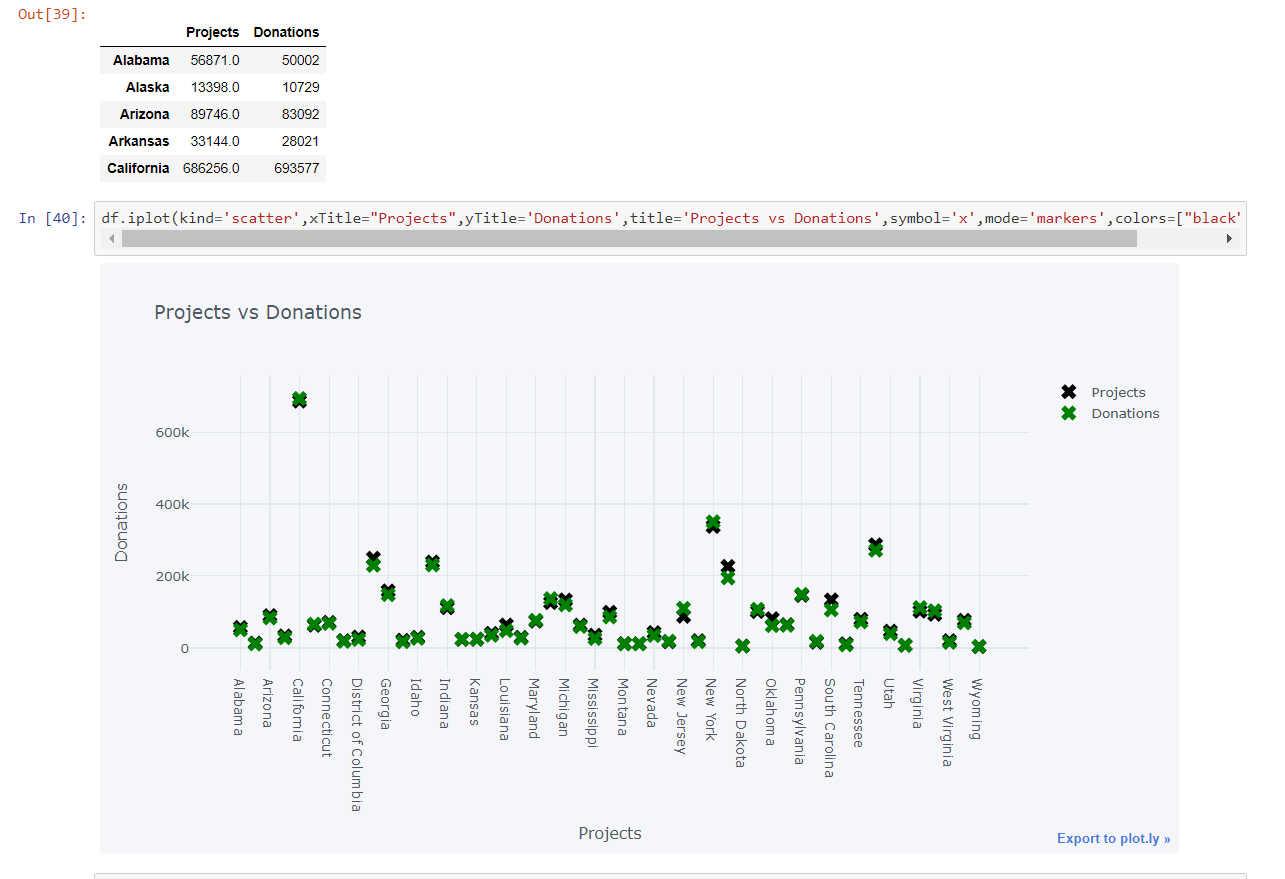 Out[39]:
Projects Donations
Alabama 56871.0 50002
Alaska 13398.0 10729
Arizona 89746.0 83092
Arkansas 33144.0 28021
California 686256.0 693577
In [40]: df.iplot(kind='scatter',xTitle="Projects",yTitle='Donations',title='Projects vs Donations',symbol='x',mode='markers',colors=["black"
Projects vs Donations
Projects
Donations
600k
400k
200k
0
Donations
Alabama
Arizona
California
Connecticut
District of Columbia
Georgia
Idaho
Indiana
Kansas
Louisiana
Maryland
Michigan
Mississippi
Montana
Nevada
New Jersey
New York
North Dakota
Oklahoma
Pennsylvania
South Carolina
Tennessee
Utah
Virginia
West Virginia
Wyoming
Projects
Export to plot.ly »